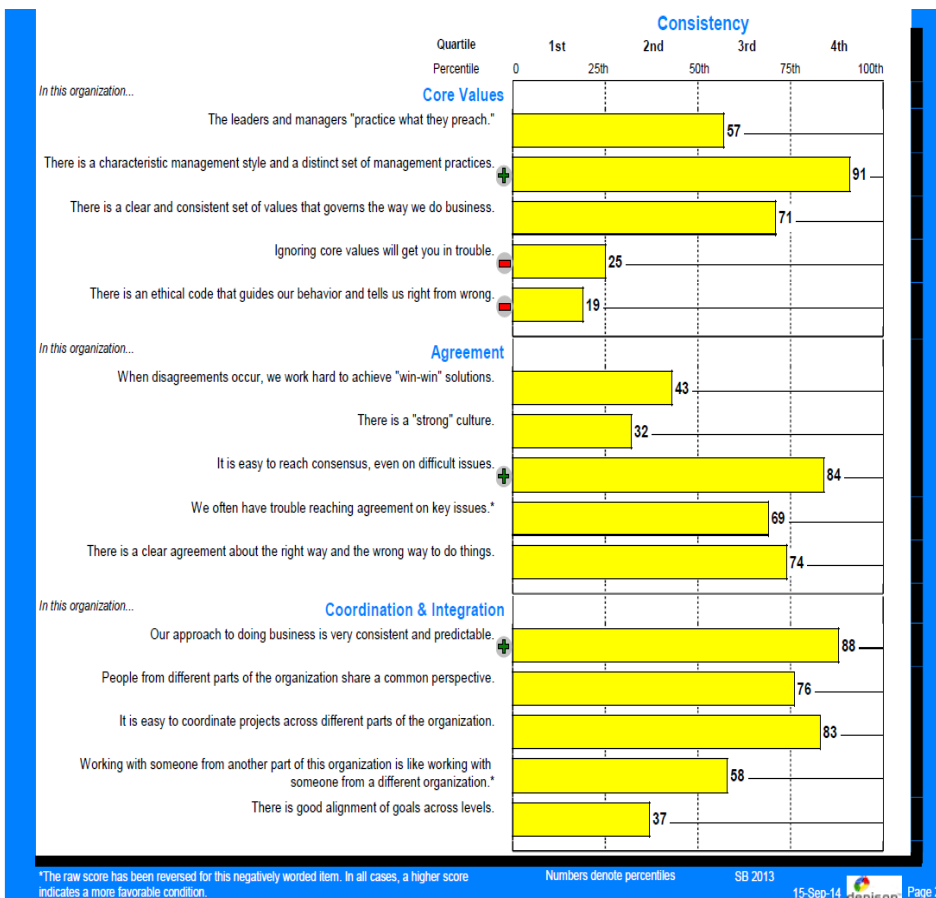 Consistency
Quartile 1st 2nd 3rd 4th
Percentile 0 25th 50th 75th 100th
In this organization...
Core Values
The leaders and managers "practice what they preach." 57
There is a characteristic management style and a distinct set of management practices. 91
There is a clear and consistent set of values that governs the way we do business. 71
Ignoring core values will get you in trouble. 25
There is an ethical code that guides our behavior and tells us right from wrong. 19
In this organization...
Agreement
When disagreements occur, we work hard to achieve "win-win" solutions. 43
There is a "strong" culture. 32
It is easy to reach consensus, even on difficult issues. 84
We often have trouble reaching agreement on key issues.* 69
There is a clear agreement about the right way and the wrong way to do things. 74
In this organization...
Coordination & Integration
Our approach to doing business is very consistent and predictable. 88
People from different parts of the organization share a common perspective. 76
It is easy to coordinate projects across different parts of the organization. 83
Working with someone from another part of this organization is like working with
someone from a different organization.* 58
There is good alignment of goals across levels. 37
*The raw score has been reversed for this negatively worded item. In all cases, a higher score
indicates a more favorable condition.
Numbers denote percentiles
SB 2013
15-Sep-14
denison
Page